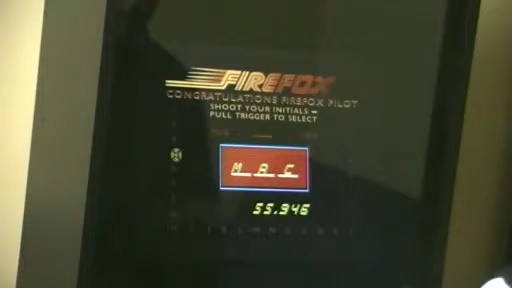 FIREFOX
CONGRATULATIONS FIREFOX PILOT
SHOOT YOUR INITIALS -
PULL TRIGGER TO SELECT
M A C
55,946